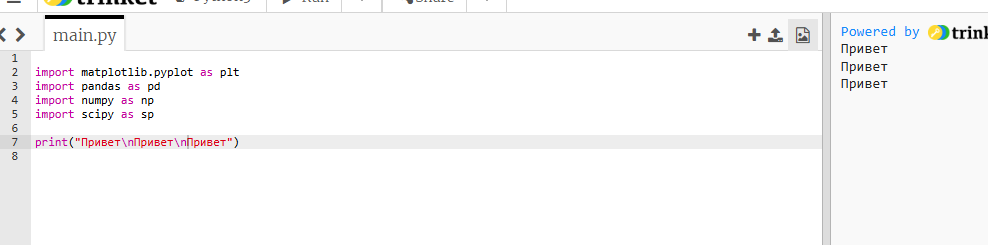 trinket
Run
Share
main.py
1
2 import matplotlib.pyplot as plt
3 import pandas as pd
4 import numpy as np
5 import scipy as sp
6
7 print("Привет\nПривет\nПривет")
8
Powered by trink
Привет
Привет
Привет